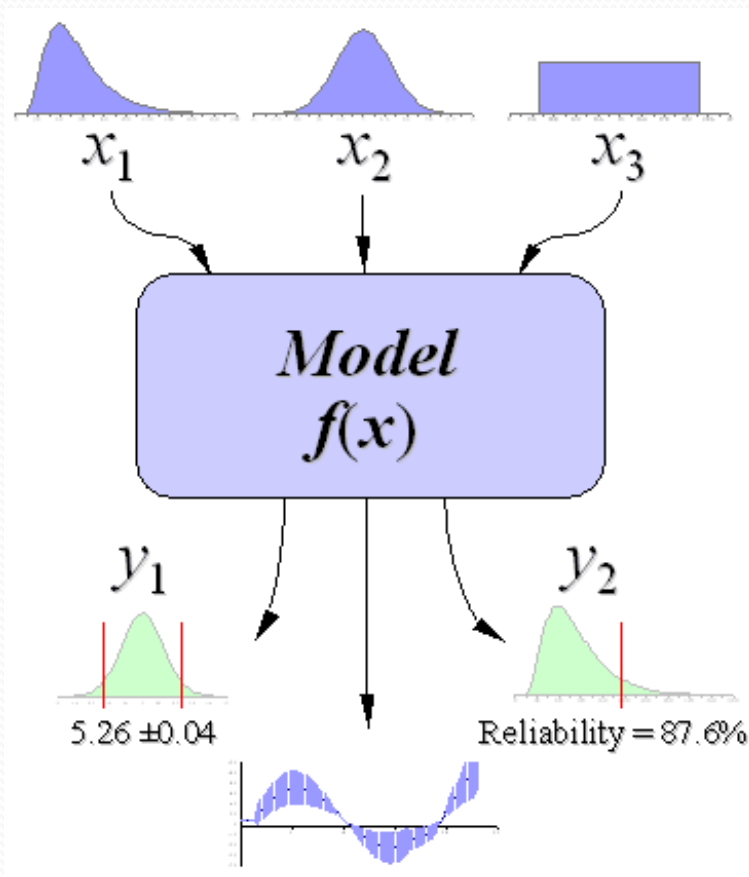 x1
x2
x3
Model
f(x)
y1
y2
5.26 ±0.04
Reliability = 87.6%